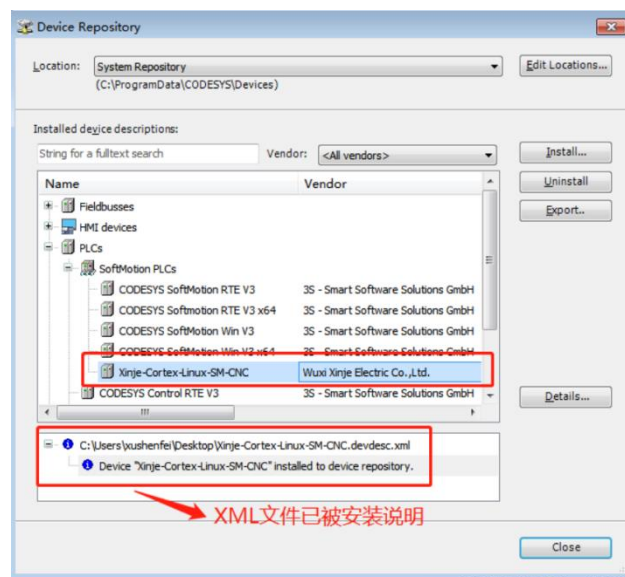 Device Repository
Location:
System Repository
Edit Locations...
(C:\ProgramData\CODESYS\Devices)
Installed device descriptions:
String for a fulltext search
Vendor:
<All vendors>
Install...
Name
Vendor
Uninstall
Fieldbusses
Export..
HMI devices
PLCs
SoftMotion PLCs
CODESYS SoftMotion RTE V3
3S - Smart Software Solutions GmbH
CODESYS Softmotion RTE V3 x64
3S - Smart Software Solutions GmbH
CODESYS SoftMotion Win V3
3S - Smart Software Solutions GmbH
CODESYS SoftMotion Win V3 x64
3S - Smart Software Solutions GmbH
Xinje-Cortex-Linux-SM-CNC
Wuxi Xinje Electric Co.,Ltd.
CODESYS Control RTE V3
3S - Smart Software Solutions GmbH
Details...
C:\Users\xushenfei\Desktop\Xinje-Cortex-Linux-SM-CNC.devdesc.xml
Device "Xinje-Cortex-Linux-SM-CNC" installed to device repository.
XML文件已被安装说明
Close